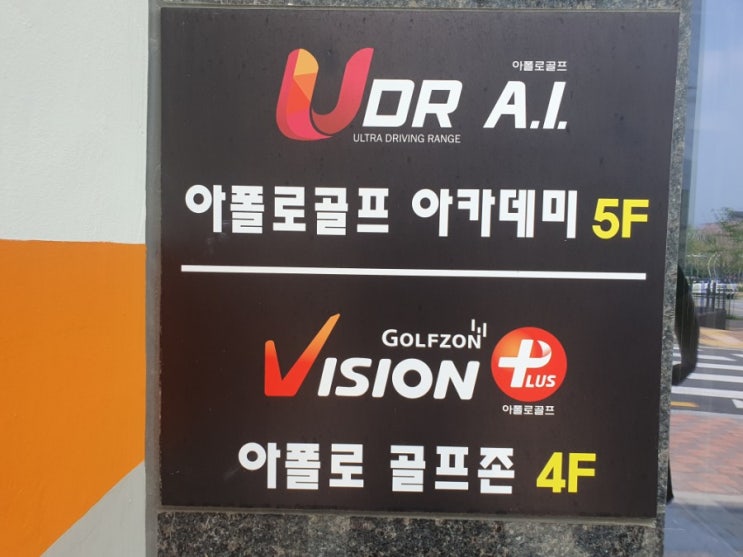 아폴로골프
UDR A.I.
ULTRA DRIVING RANGE
아폴로골프 아카데미 5F
GOLFZON
VISION PLUS
아폴로골프
아폴로 골프존 4F